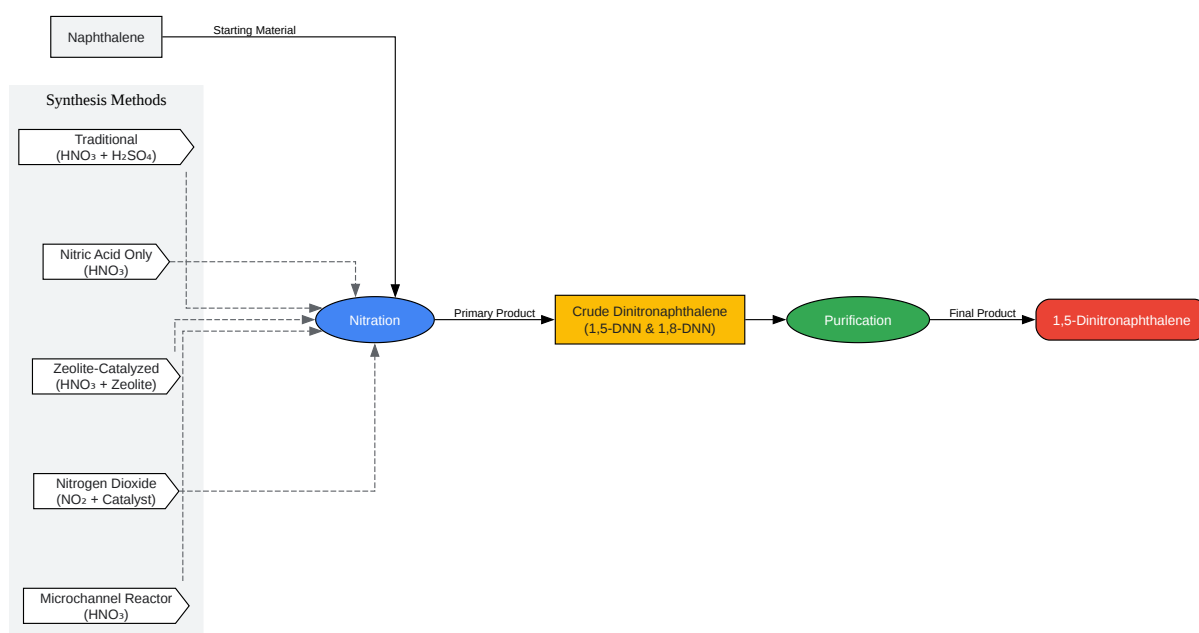 Naphthalene
Starting Material
Synthesis Methods
Traditional
(HNO₃ + H₂SO₄)
Nitric Acid Only
(HNO₃)
Zeolite-Catalyzed
(HNO₃ + Zeolite)
Nitrogen Dioxide
(NO₂ + Catalyst)
Microchannel Reactor
(HNO₃)
Nitration
Primary Product
Crude Dinitronaphthalene
(1,5-DNN & 1,8-DNN)
Purification
Final Product
1,5-Dinitronaphthalene